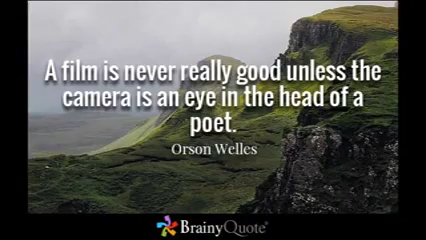 A film is never really good unless the
camera is an eye in the head of a
poet.
Orson Welles
BrainyQuote®